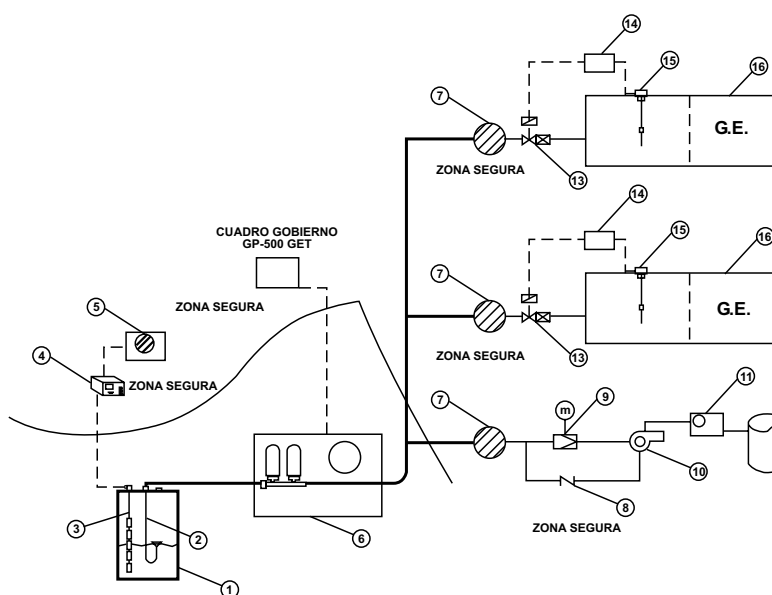 14
15
16
7
G.E.
13
ZONA SEGURA
CUADRO GOBIERNO
GP-500 GET
14
15
16
7
ZONA SEGURA
G.E.
5
13
ZONA SEGURA
4
ZONA SEGURA
7
m
9
11
10
8
3
2
6
ZONA SEGURA
1